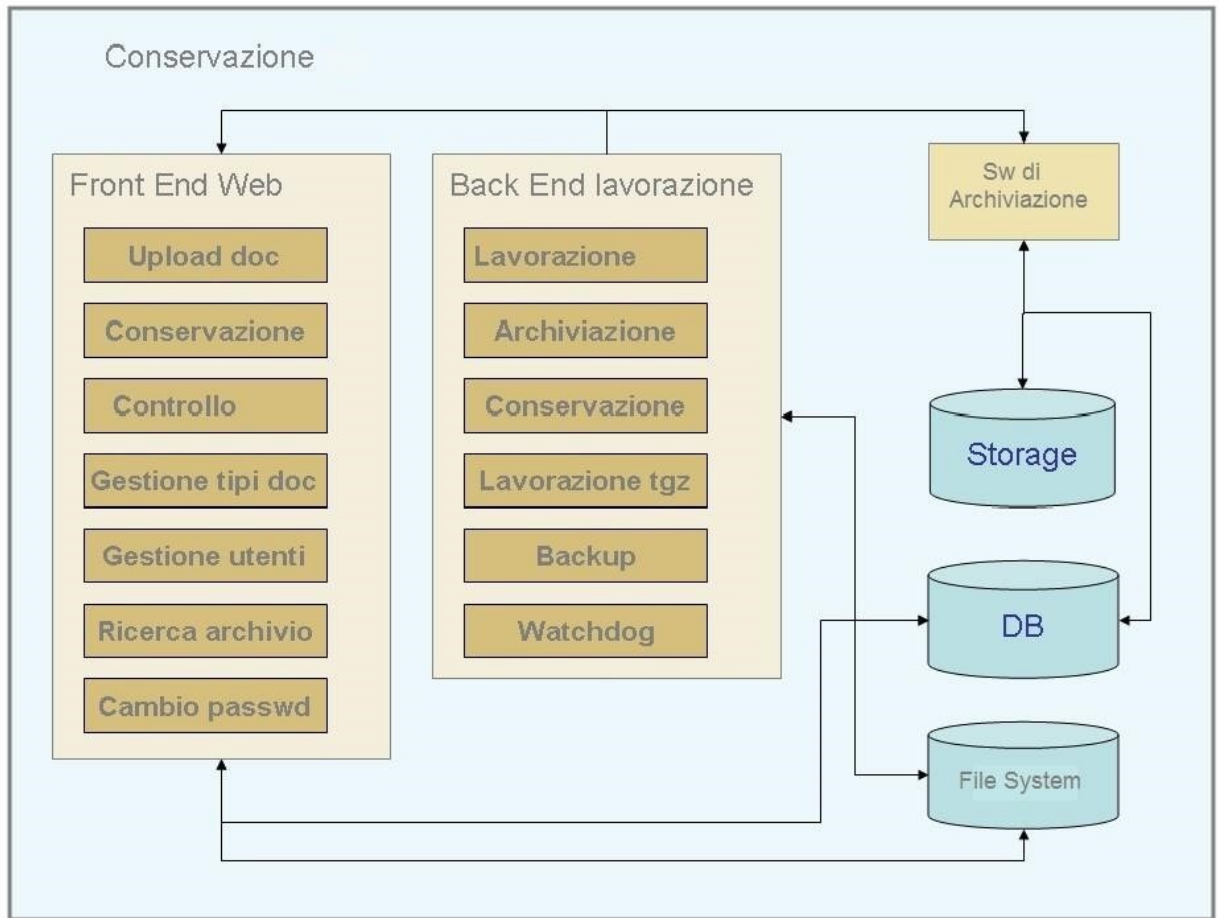 Conservazione
Front End Web
Upload doc
Conservazione
Controllo
Gestione tipi doc
Gestione utenti
Ricerca archivio
Cambio passwd
Back End lavorazione
Lavorazione
Archiviazione
Conservazione
Lavorazione tgz
Backup
Watchdog
Sw di
Archiviazione
Storage
DB
File System